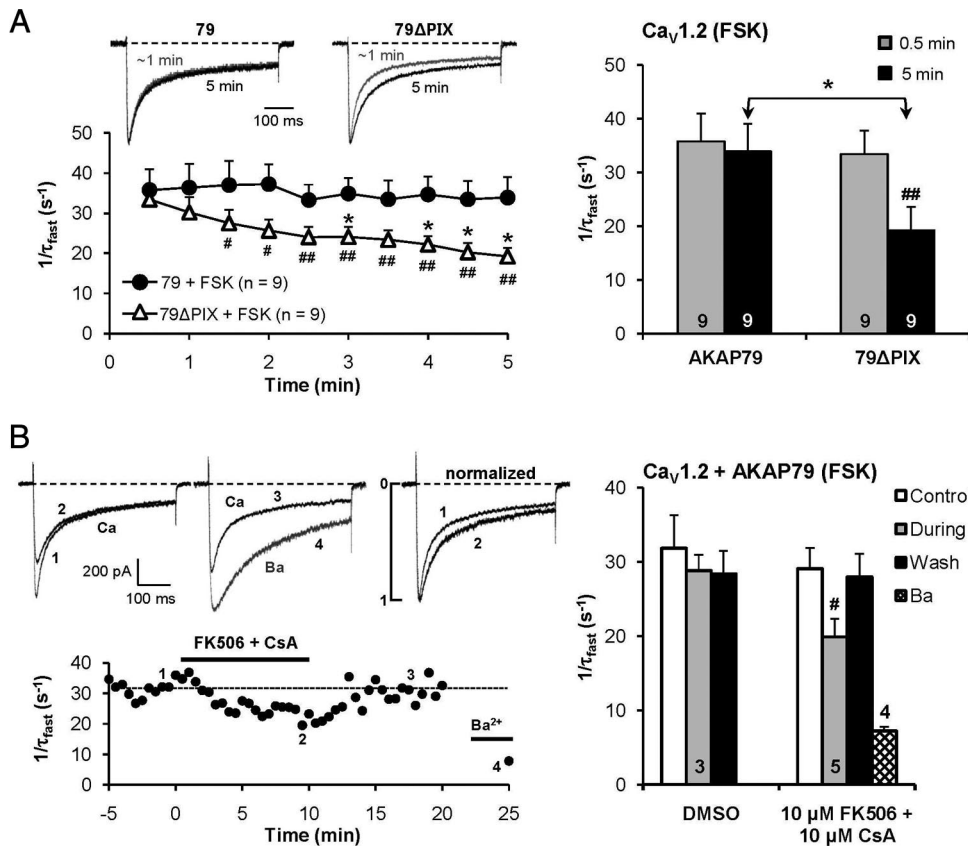 A
79
79ΔPIX
~1 min
5 min
~1 min
5 min
100 ms
50
40
30
20
10
0
1/τfast (s-1)
*
*
*
*
#
#
##
##
##
##
##
##
79 + FSK (n = 9)
79ΔPIX + FSK (n = 9)
0
1
2
3
4
5
Time (min)
CaV1.2 (FSK)
0.5 min
5 min
*
50
40
30
20
10
0
1/τfast (s-1)
##
9
9
9
9
AKAP79
79ΔPIX
B
2
Ca
1
200 pA
100 ms
Ca
3
4
Ba
normalized
0
1
2
1
FK506 + CsA
40
30
20
10
0
1/τfast (s-1)
1
2
3
Ba2+
4
-5
0
5
10
15
20
25
Time (min)
CaV1.2 + AKAP79 (FSK)
Contro
During
Wash
Ba
40
30
20
10
0
1/τfast (s-1)
#
4
3
5
DMSO
10 µM FK506 +
10 µM CsA